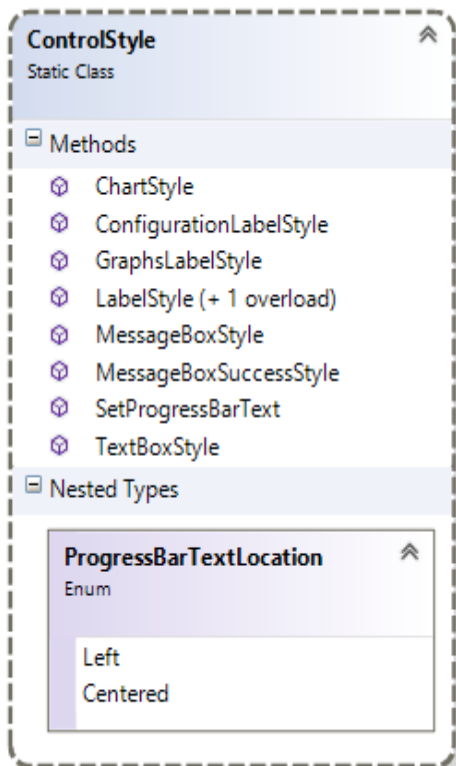 ControlStyle
Static Class
Methods
ChartStyle
ConfigurationLabelStyle
GraphsLabelStyle
LabelStyle (+ 1 overload)
MessageBoxStyle
MessageBoxSuccessStyle
SetProgressBarText
TextBoxStyle
Nested Types
ProgressBarTextLocation
Enum
Left
Centered